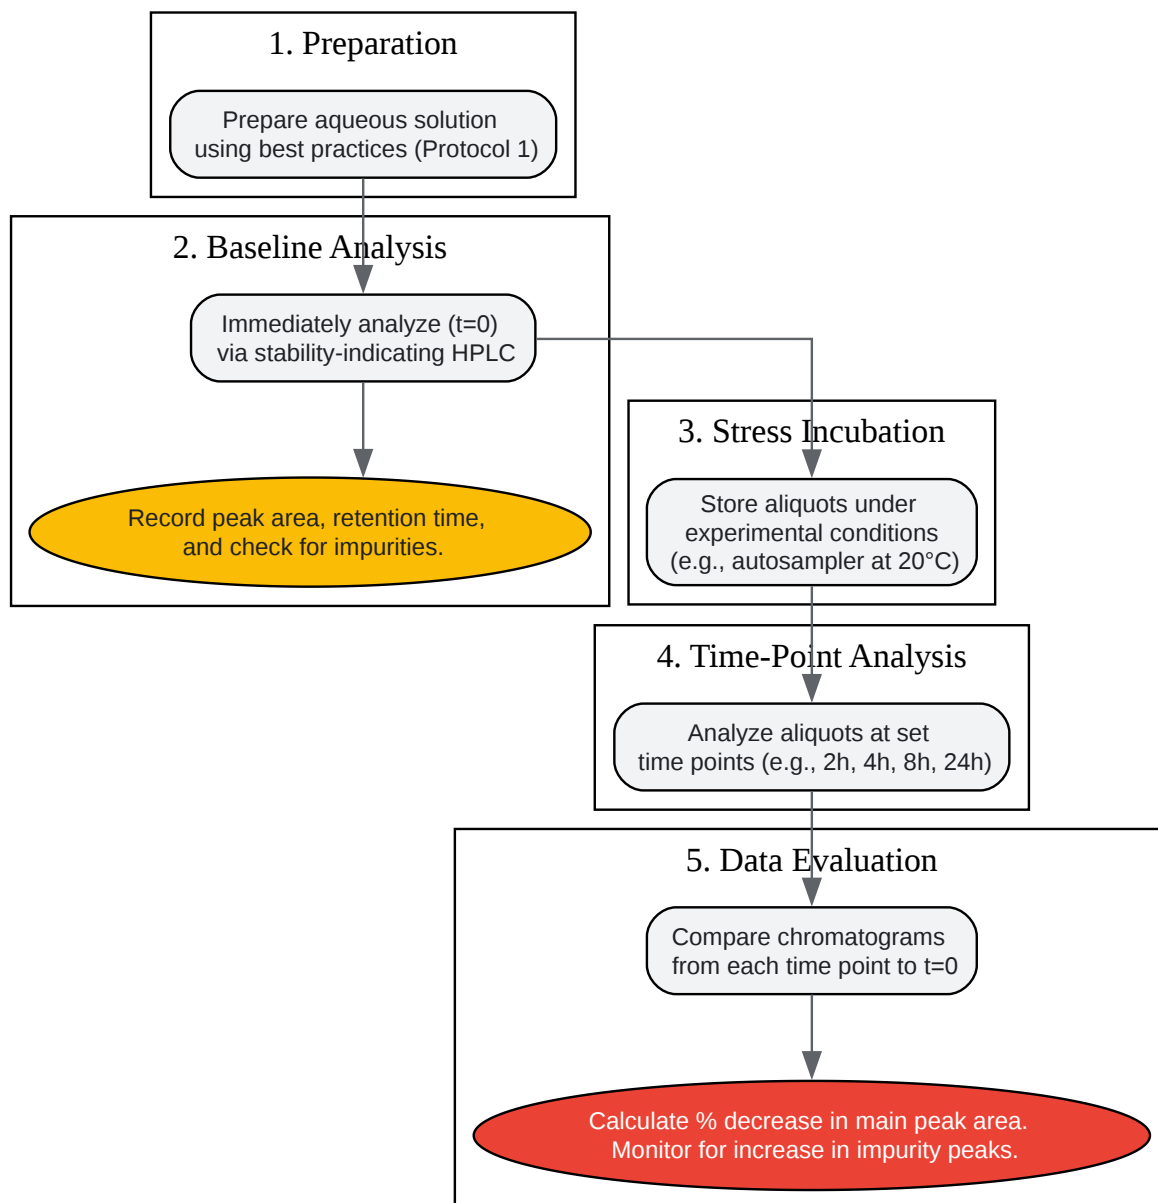 1. Preparation
Prepare aqueous solution
using best practices (Protocol 1)
2. Baseline Analysis
Immediately analyze (t=0)
via stability-indicating HPLC
Record peak area, retention time,
and check for impurities.
3. Stress Incubation
Store aliquots under
experimental conditions
(e.g., autosampler at 20°C)
4. Time-Point Analysis
Analyze aliquots at set
time points (e.g., 2h, 4h, 8h, 24h)
5. Data Evaluation
Compare chromatograms
from each time point to t=0
Calculate % decrease in main peak area.
Monitor for increase in impurity peaks.